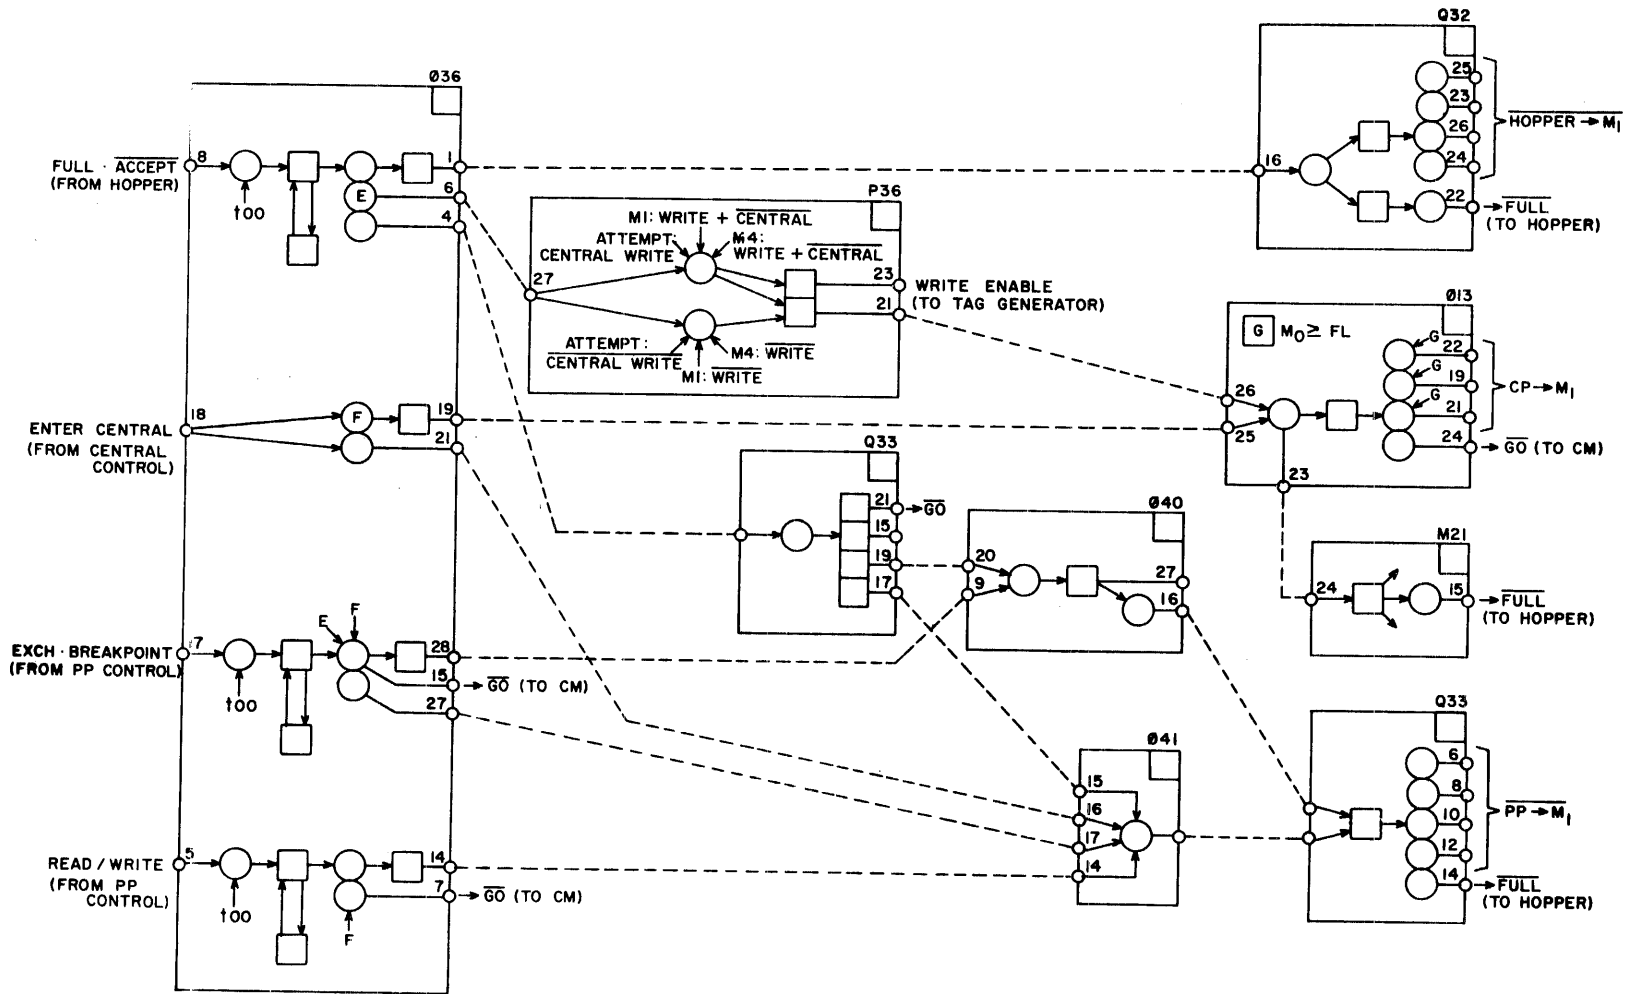 Ø36
8
FULL · ACCEPT
(FROM HOPPER)
t00
E
1
6
4
18
ENTER CENTRAL
(FROM CENTRAL
CONTROL)
F
19
21
7
EXCH · BREAKPOINT
(FROM PP CONTROL)
t00
E
F
28
15
GO (TO CM)
27
5
READ / WRITE
(FROM PP
CONTROL)
t00
F
14
7
GO (TO CM)
P36
27
M1: WRITE + CENTRAL
ATTEMPT:
CENTRAL WRITE
M4:
WRITE + CENTRAL
ATTEMPT:
CENTRAL WRITE
M4: WRITE
M1: WRITE
23
21
WRITE ENABLE
(TO TAG GENERATOR)
Q33
21
GO
15
19
17
Ø40
20
9
27
16
Ø41
15
16
17
14
Q32
16
25
23
26
24
HOPPER → M1
22
FULL
(TO HOPPER)
Ø13
G
M0 ≥ FL
26
25
G
22
G
19
G
21
CP → M1
24
GO (TO CM)
23
M21
24
15
FULL
(TO HOPPER)
Q33
6
8
10
12
PP → M1
14
FULL
(TO HOPPER)